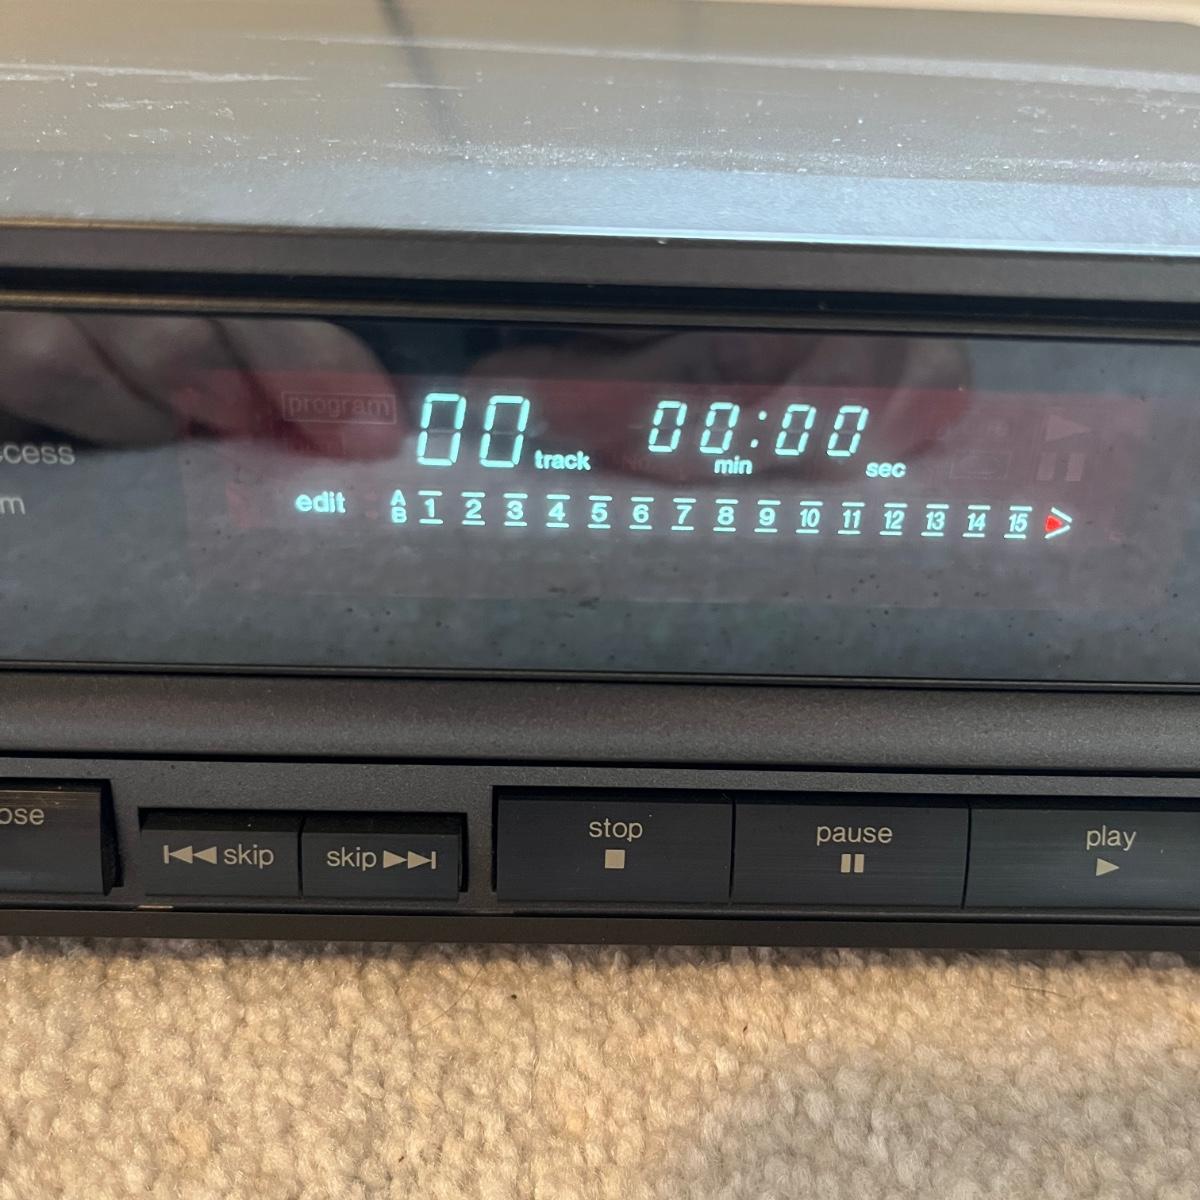 program
00 track 00:00 min sec
ccess
m
edit A B 1 2 3 4 5 6 7 8 9 10 11 12 13 14 15
ose
skip
skip
stop
pause
play